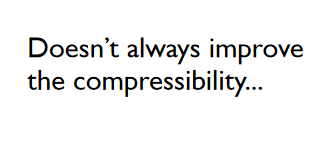 Doesn’t always improve
the compressibility...